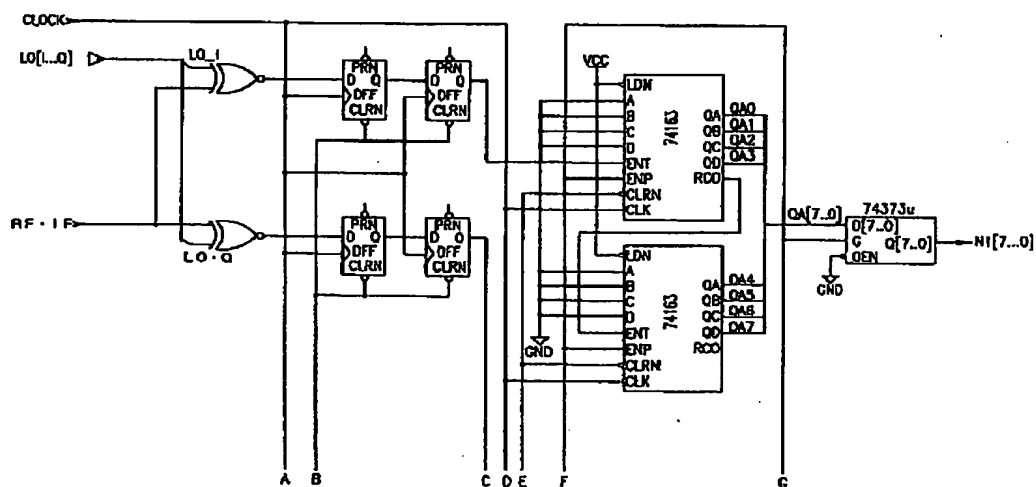 CLOCK
LO[1...0]
LO_I
PRN
D Q
DFF
CLRN
PRN
D Q
DFF
CLRN
RF-IF
LO-Q
PRN
D Q
DFF
CLRN
PRN
D Q
DFF
CLRN
VCC
LDN
A
B
C
D
ENT
ENP
CLRN
CLK
74163
QA
QB
QC
QD
RCO
QA0
QA1
QA2
QA3
LDN
A
B
C
D
ENT
ENP
CLRN
CLK
74163
QA
QB
QC
QD
RCO
QA4
QA5
QA6
QA7
GND
QA[7..0]
74373u
D[7..0]
G Q[7..0]
OEN
GND
NI[7...0]
A B C D E F G